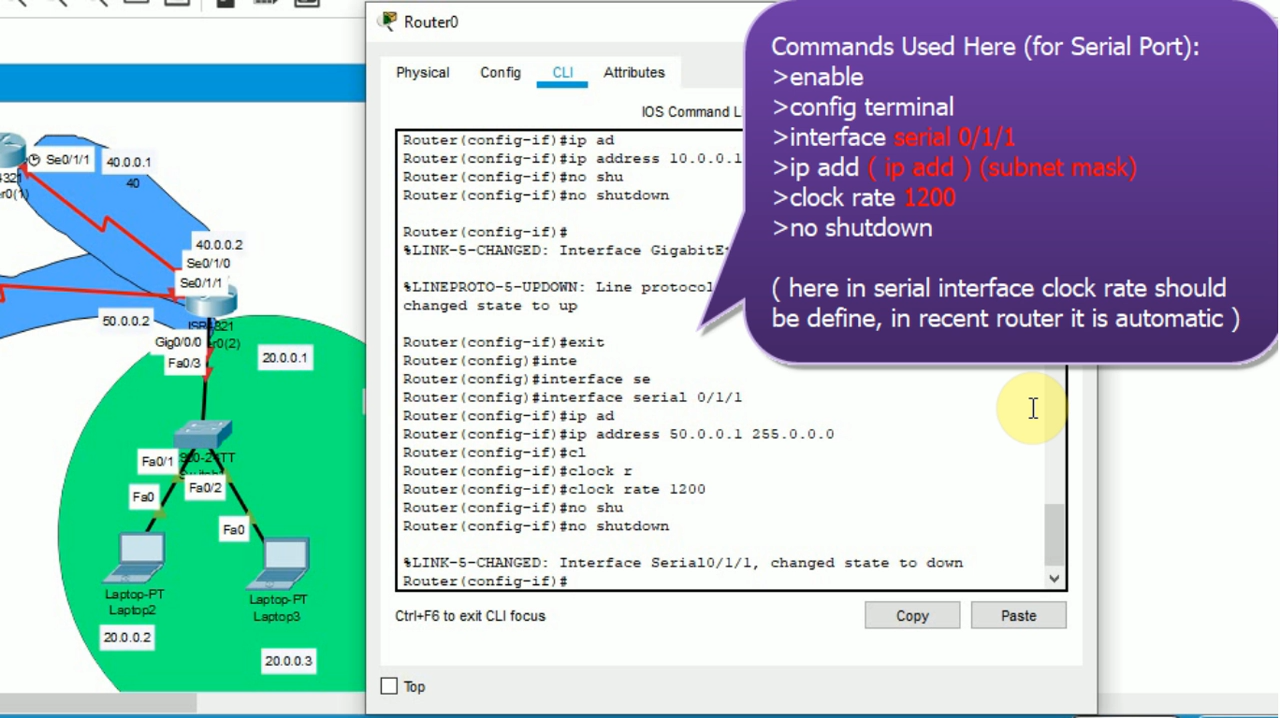 Router0
Physical
Config
CLI
Attributes
IOS Command L
Router(config-if)#ip ad
Router(config-if)#ip address 10.0.0.1
Router(config-if)#no shu
Router(config-if)#no shutdown
Router(config-if)#
%LINK-5-CHANGED: Interface GigabitEt
%LINEPROTO-5-UPDOWN: Line protocol
changed state to up
Router(config-if)#exit
Router(config)#inte
Router(config)#interface se
Router(config)#interface serial 0/1/1
Router(config-if)#ip ad
Router(config-if)#ip address 50.0.0.1 255.0.0.0
Router(config-if)#cl
Router(config-if)#clock r
Router(config-if)#clock rate 1200
Router(config-if)#no shu
Router(config-if)#no shutdown
%LINK-5-CHANGED: Interface Serial0/1/1, changed state to down
Router(config-if)#
Ctrl+F6 to exit CLI focus
Copy
Paste
Top
Commands Used Here (for Serial Port):
>enable
>config terminal
>interface serial 0/1/1
>ip add ( ip add ) (subnet mask)
>clock rate 1200
>no shutdown
( here in serial interface clock rate should
be define, in recent router it is automatic )
Se0/1/1
40.0.0.1
40
4321
er0(1)
40.0.0.2
Se0/1/0
Se0/1/1
50.0.0.2
ISR4321
Gig0/0/0
er0(2)
Fa0/3
20.0.0.1
Fa0/1
Fa0/2
Fa0
Fa0
Laptop-PT
Laptop2
Laptop-PT
Laptop3
20.0.0.2
20.0.0.3